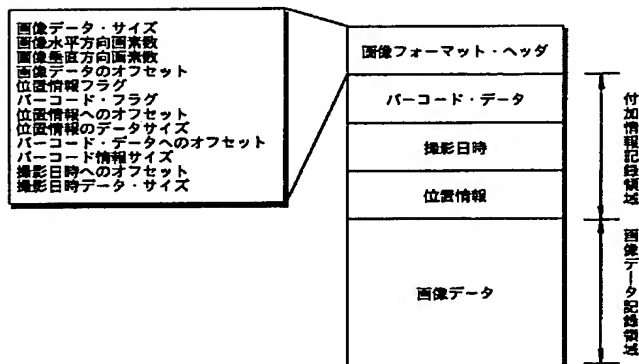 画像データ・サイズ
画像水平方向画素数
画像垂直方向画素数
画像データのオフセット
位置情報フラグ
バーコード・フラグ
位置情報へのオフセット
位置情報のデータサイズ
バーコード・データへのオフセット
バーコード情報サイズ
撮影日時へのオフセット
撮影日時データ・サイズ
画像フォーマット・ヘッダ
バーコード・データ
撮影日時
位置情報
画像データ
付加情報記録領域
画像データ記録領域